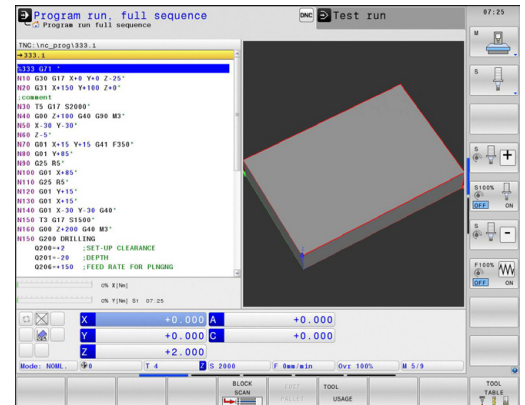 Program run, full sequence
Program run full sequence
DNC
Test run
07:25
TNC:\nc_prog\333.i
→333.i
%333 G71 *
N10 G30 G17 X+0 Y+0 Z-25*
N20 G31 X+150 Y+100 Z+0*
;comment
N30 T5 G17 S2000*
N40 G00 Z+100 G40 G90 M3*
N50 X-30 Y-30*
N60 Z-5*
N70 G01 X+15 Y+15 G41 F350*
N80 G01 Y+85*
N90 G25 R5*
N100 G01 X+85*
N110 G25 R5*
N120 G01 Y+15*
N130 G01 X+15*
N140 G01 X-30 Y-30 G40*
N150 T3 G17 S1500*
N160 G00 Z+200 G40 M3*
N150 G200 DRILLING
Q200=+2 ;SET-UP CLEARANCE
Q201=-20 ;DEPTH
Q206=+150 ;FEED RATE FOR PLNGNG
0% X[Nm]
0% Y[Nm] S1 07:25
X +0.000 A +0.000
Y +0.000 C +0.000
Z +2.000
Mode: NOML. 0 T 4 Z S 2000 F 0mm/min Ovr 100% M 5/9
M
S
S
S100%
OFF ON
S
F100%
OFF ON
BLOCK
SCAN
EDIT
PALLET
TOOL
USAGE
TOOL
TABLE